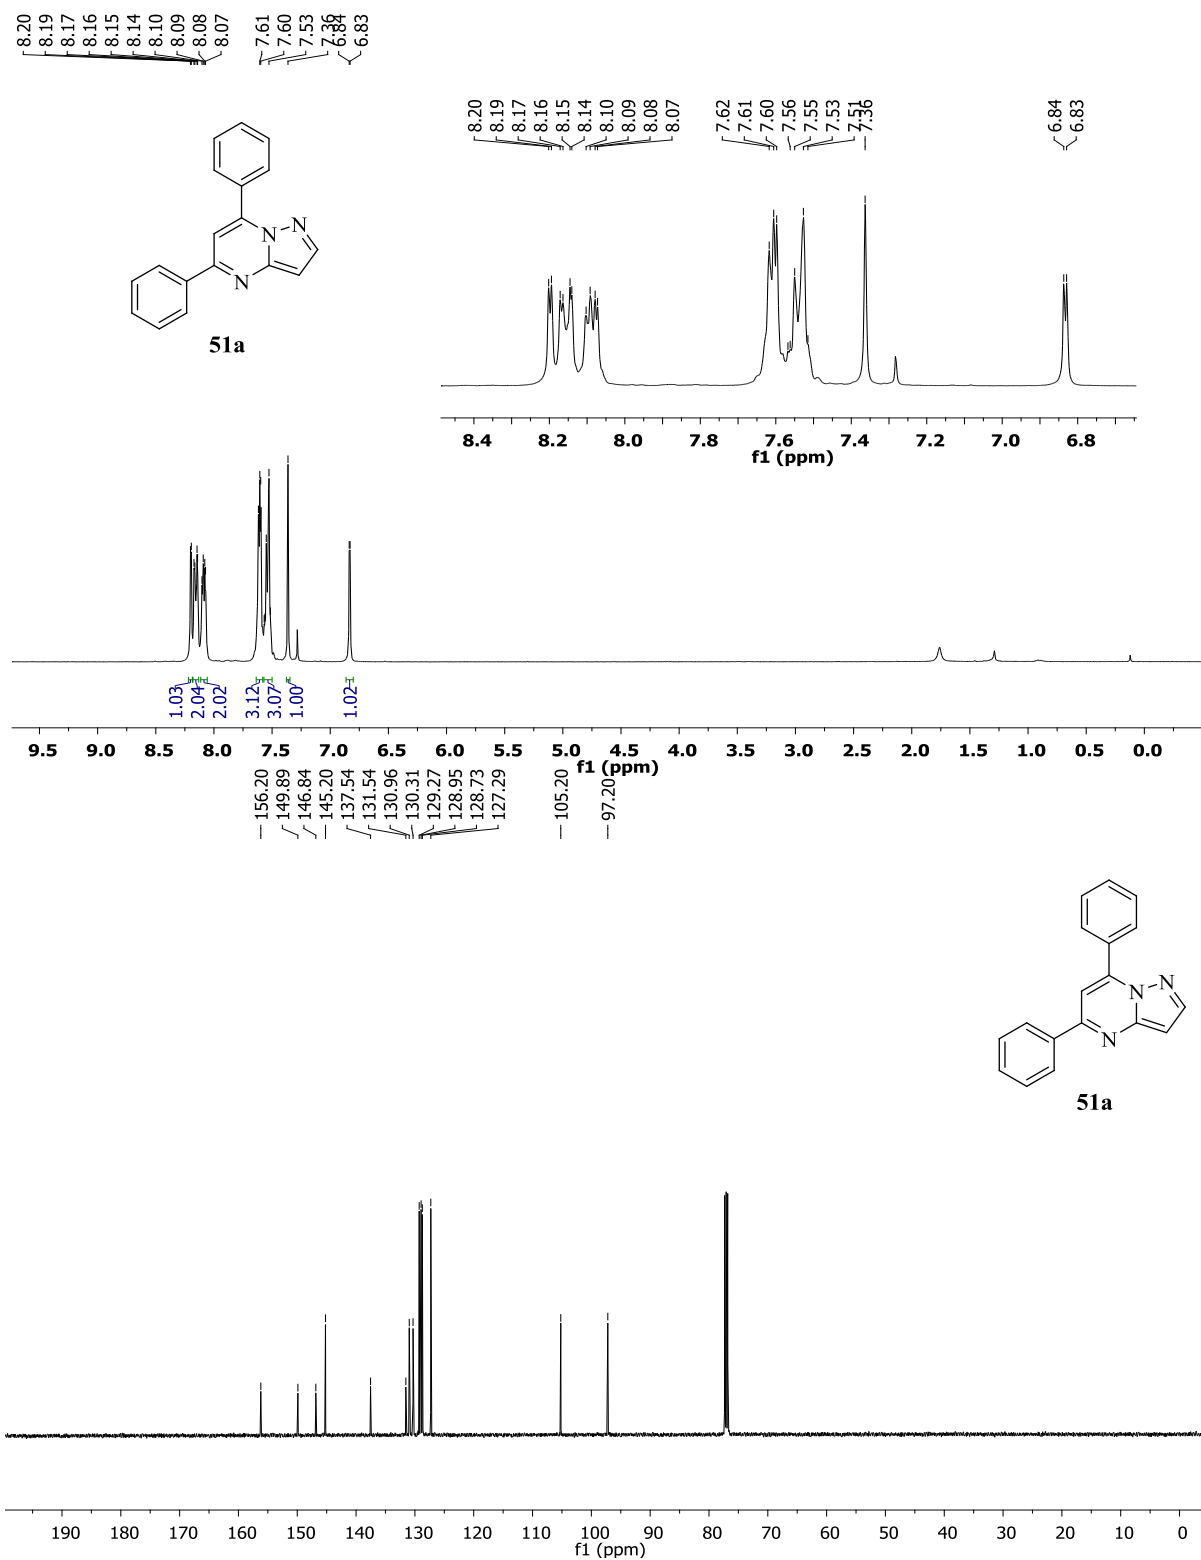 8.20 8.19 8.17 8.16 8.15 8.14 8.10 8.09 8.08 8.07 7.61 7.60 7.53 7.36 6.84 6.83
8.20 8.19 8.17 8.16 8.15 8.14 8.10 8.09 8.08 8.07 7.62 7.61 7.60 7.56 7.55 7.53 7.51 7.36 6.84 6.83
N
N
N
51a
8.4 8.2 8.0 7.8 7.6 7.4 7.2 7.0 6.8
f1 (ppm)
1.03 2.04 2.02 3.12 3.07 1.00 1.02
9.5 9.0 8.5 8.0 7.5 7.0 6.5 6.0 5.5 5.0 4.5 4.0 3.5 3.0 2.5 2.0 1.5 1.0 0.5 0.0
f1 (ppm)
156.20 149.89 146.84 145.20 137.54 131.54 130.96 130.31 129.27 128.95 128.73 127.29 105.20 97.20
N
N
N
51a
190 180 170 160 150 140 130 120 110 100 90 80 70 60 50 40 30 20 10 0
f1 (ppm)